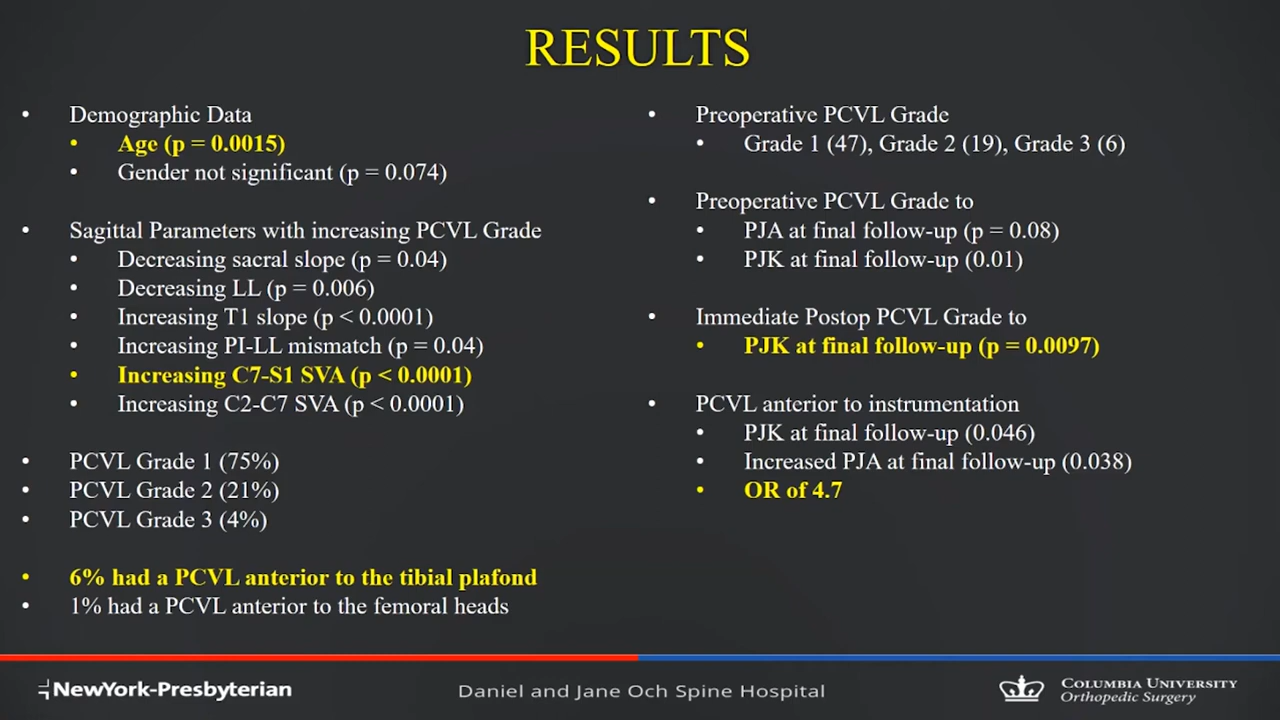 RESULTS
• Demographic Data
• Age (p = 0.0015)
• Gender not significant (p = 0.074)
• Sagittal Parameters with increasing PCVL Grade
• Decreasing sacral slope (p = 0.04)
• Decreasing LL (p = 0.006)
• Increasing T1 slope (p < 0.0001)
• Increasing PI-LL mismatch (p = 0.04)
• Increasing C7-S1 SVA (p < 0.0001)
• Increasing C2-C7 SVA (p < 0.0001)
• PCVL Grade 1 (75%)
• PCVL Grade 2 (21%)
• PCVL Grade 3 (4%)
• 6% had a PCVL anterior to the tibial plafond
• 1% had a PCVL anterior to the femoral heads
• Preoperative PCVL Grade
• Grade 1 (47), Grade 2 (19), Grade 3 (6)
• Preoperative PCVL Grade to
• PJA at final follow-up (p = 0.08)
• PJK at final follow-up (0.01)
• Immediate Postop PCVL Grade to
• PJK at final follow-up (p = 0.0097)
• PCVL anterior to instrumentation
• PJK at final follow-up (0.046)
• Increased PJA at final follow-up (0.038)
• OR of 4.7
NewYork-Presbyterian
Daniel and Jane Och Spine Hospital
COLUMBIA UNIVERSITY
Orthopedic Surgery